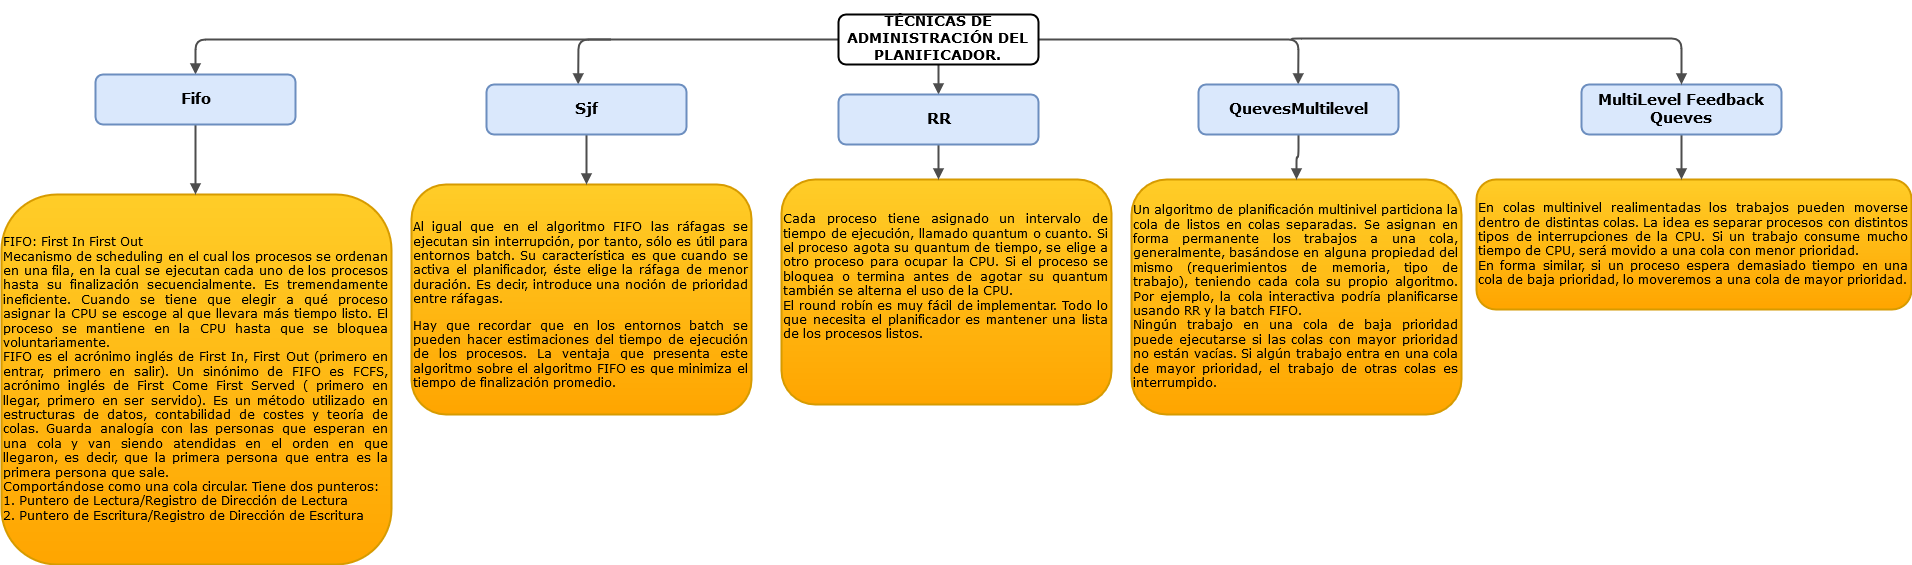 TÉCNICAS DE
ADMINISTRACIÓN DEL
PLANIFICADOR.
Fifo
Sjf
RR
QuevesMultilevel
MultiLevel Feedback
Queves
FIFO: First In First Out
Mecanismo de scheduling en el cual los procesos se ordenan
en una fila, en la cual se ejecutan cada uno de los procesos
hasta su finalización secuencialmente. Es tremendamente
ineficiente. Cuando se tiene que elegir a qué proceso
asignar la CPU se escoge al que llevara más tiempo listo. El
proceso se mantiene en la CPU hasta que se bloquea
voluntariamente.
FIFO es el acrónimo inglés de First In, First Out (primero en
entrar, primero en salir). Un sinónimo de FIFO es FCFS,
acrónimo inglés de First Come First Served ( primero en
llegar, primero en ser servido). Es un método utilizado en
estructuras de datos, contabilidad de costes y teoría de
colas. Guarda analogía con las personas que esperan en
una cola y van siendo atendidas en el orden en que
llegaron, es decir, que la primera persona que entra es la
primera persona que sale.
Comportándose como una cola circular. Tiene dos punteros:
1. Puntero de Lectura/Registro de Dirección de Lectura
2. Puntero de Escritura/Registro de Dirección de Escritura
Al igual que en el algoritmo FIFO las ráfagas se
ejecutan sin interrupción, por tanto, sólo es útil para
entornos batch. Su característica es que cuando se
activa el planificador, éste elige la ráfaga de menor
duración. Es decir, introduce una noción de prioridad
entre ráfagas.
Hay que recordar que en los entornos batch se
pueden hacer estimaciones del tiempo de ejecución
de los procesos. La ventaja que presenta este
algoritmo sobre el algoritmo FIFO es que minimiza el
tiempo de finalización promedio.
Cada proceso tiene asignado un intervalo de
tiempo de ejecución, llamado quantum o cuanto. Si
el proceso agota su quantum de tiempo, se elige a
otro proceso para ocupar la CPU. Si el proceso se
bloquea o termina antes de agotar su quantum
también se alterna el uso de la CPU.
El round robín es muy fácil de implementar. Todo lo
que necesita el planificador es mantener una lista
de los procesos listos.
Un algoritmo de planificación multinivel particiona la
cola de listos en colas separadas. Se asignan en
forma permanente los trabajos a una cola,
generalmente, basándose en alguna propiedad del
mismo (requerimientos de memoria, tipo de
trabajo), teniendo cada cola su propio algoritmo.
Por ejemplo, la cola interactiva podría planificarse
usando RR y la batch FIFO.
Ningún trabajo en una cola de baja prioridad
puede ejecutarse si las colas con mayor prioridad
no están vacías. Si algún trabajo entra en una cola
de mayor prioridad, el trabajo de otras colas es
interrumpido.
En colas multinivel realimentadas los trabajos pueden moverse
dentro de distintas colas. La idea es separar procesos con distintos
tipos de interrupciones de la CPU. Si un trabajo consume mucho
tiempo de CPU, será movido a una cola con menor prioridad.
En forma similar, si un proceso espera demasiado tiempo en una
cola de baja prioridad, lo moveremos a una cola de mayor prioridad.